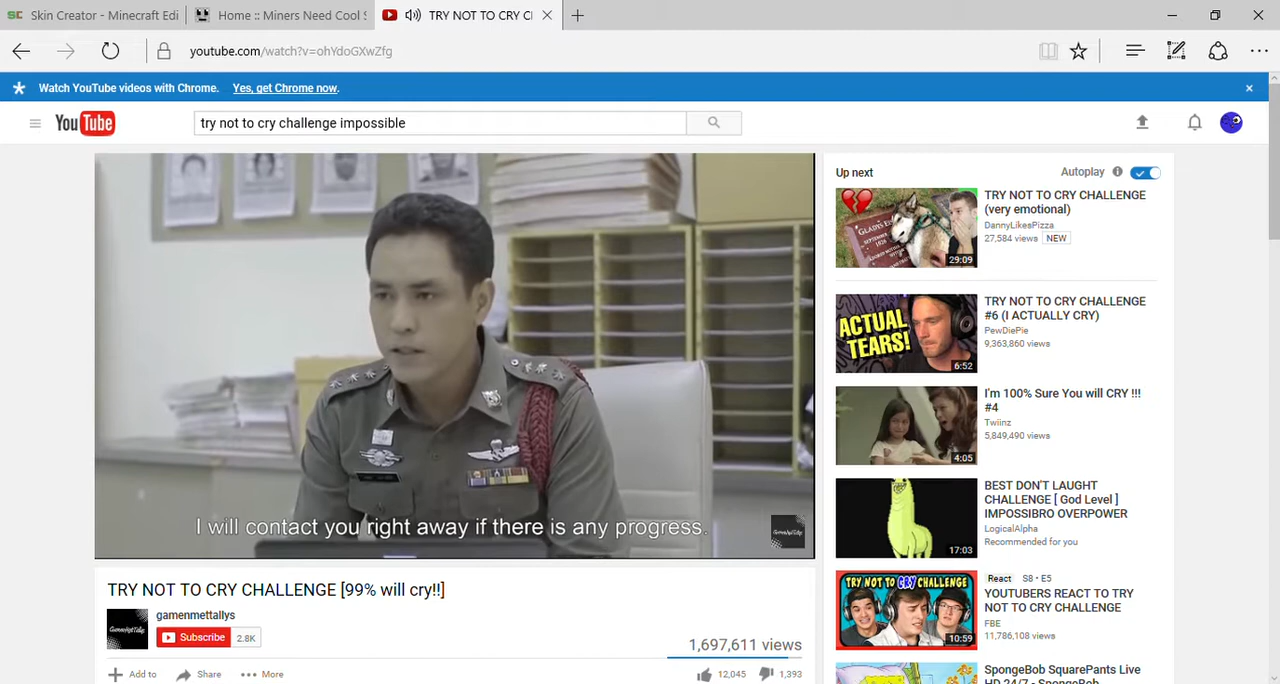 Skin Creator - Minecraft Edi
Home :: Miners Need Cool S
TRY NOT TO CRY C
youtube.com/watch?v=ohYdoGXwZfg
Watch YouTube videos with Chrome. Yes, get Chrome now.
YouTube
try not to cry challenge impossible
I will contact you right away if there is any progress.
TRY NOT TO CRY CHALLENGE [99% will cry!!]
gamenmettallys
Subscribe 2.8K
1,697,611 views
Add to Share More
12,045 1,393
Up next
Autoplay
GLADYS
29:09
TRY NOT TO CRY CHALLENGE
(very emotional)
DannyLikesPizza
27,584 views NEW
ACTUAL
TEARS!
6:52
TRY NOT TO CRY CHALLENGE
#6 (I ACTUALLY CRY)
PewDiePie
9,363,860 views
4:05
I'm 100% Sure You will CRY !!!
#4
Twiinz
5,849,490 views
17:03
BEST DON'T LAUGHT
CHALLENGE [ God Level ]
IMPOSSIBRO OVERPOWER
LogicalAlpha
Recommended for you
TRY NOT TO CRY CHALLENGE
10:59
React S8 • E5
YOUTUBERS REACT TO TRY
NOT TO CRY CHALLENGE
FBE
11,786,108 views
SpongeBob SquarePants Live
HD 24/7 - SpongeBob